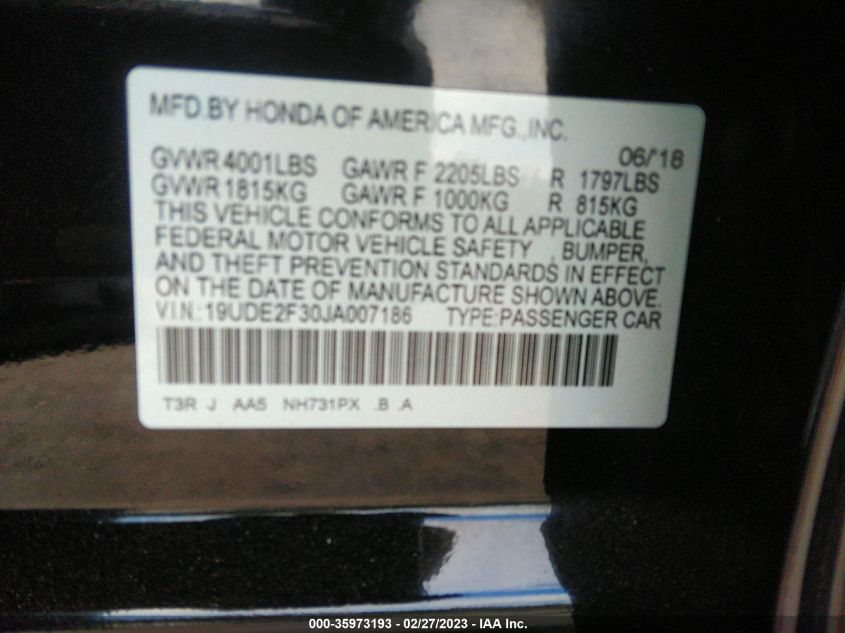 MFD.BY HONDA OF AMERICA MFG.,INC.
06/'18
GVWR 4001LBS GAWR F 2205LBS R 1797LBS
GVWR 1815KG GAWR F 1000KG R 815KG
THIS VEHICLE CONFORMS TO ALL APPLICABLE
FEDERAL MOTOR VEHICLE SAFETY , BUMPER,
AND THEFT PREVENTION STANDARDS IN EFFECT
ON THE DATE OF MANUFACTURE SHOWN ABOVE.
V.I.N.:19UDE2F30JA007186 TYPE:PASSENGER CAR
T3R J AA5 NH731PX .B .A
000-35973193 - 02/27/2023 - IAA Inc.